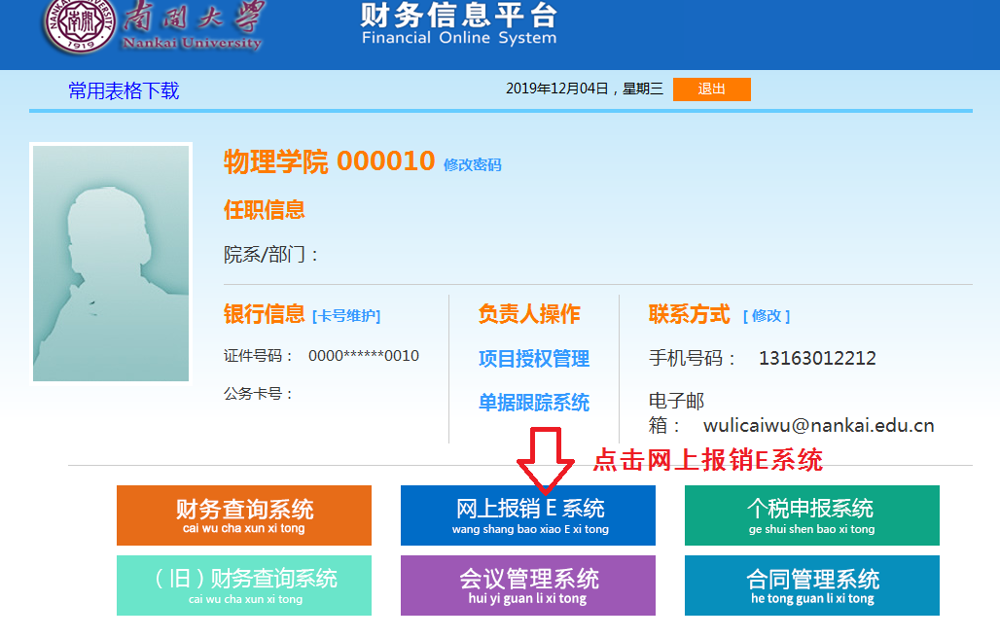 南開大學
NANKAI UNIVERSITY
1919
Nankai University
财务信息平台
Financial Online System
常用表格下载
2019年12月04日，星期三
退出
物理学院 000010 修改密码
任职信息
院系/部门：
银行信息 [卡号维护]
证件号码： 0000******0010
公务卡号：
负责人操作
项目授权管理
单据跟踪系统
联系方式 [ 修改 ]
手机号码： 13163012212
电子邮
箱： wulicaiwu@nankai.edu.cn
点击网上报销E系统
财务查询系统
cai wu cha xun xi tong
网上报销 E 系统
wang shang bao xiao E xi tong
个税申报系统
ge shui shen bao xi tong
（旧）财务查询系统
cai wu cha xun xi tong
会议管理系统
hui yi guan li xi tong
合同管理系统
he tong guan li xi tong